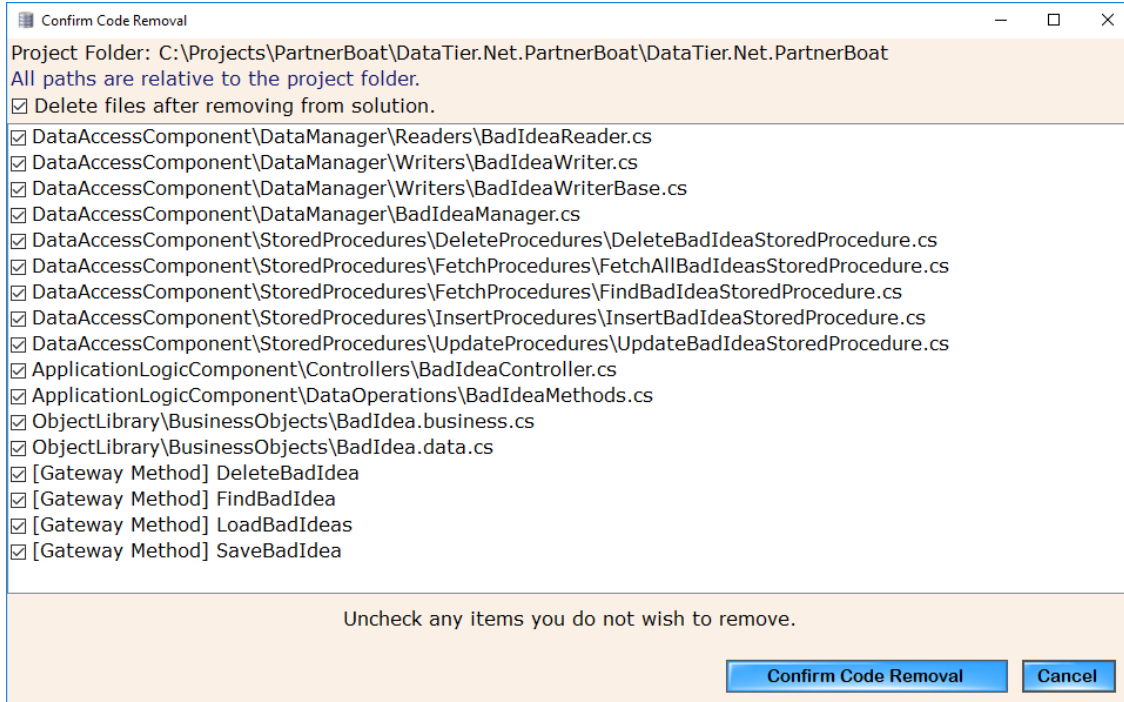 Confirm Code Removal
Project Folder: C:\Projects\PartnerBoat\DataTier.Net.PartnerBoat\DataTier.Net.PartnerBoat
All paths are relative to the project folder.
Delete files after removing from solution.
DataAccessComponent\DataManager\Readers\BadIdeaReader.cs
DataAccessComponent\DataManager\Writers\BadIdeaWriter.cs
DataAccessComponent\DataManager\Writers\BadIdeaWriterBase.cs
DataAccessComponent\DataManager\BadIdeaManager.cs
DataAccessComponent\StoredProcedures\DeleteProcedures\DeleteBadIdeaStoredProcedure.cs
DataAccessComponent\StoredProcedures\FetchProcedures\FetchAllBadIdeasStoredProcedure.cs
DataAccessComponent\StoredProcedures\FetchProcedures\FindBadIdeaStoredProcedure.cs
DataAccessComponent\StoredProcedures\InsertProcedures\InsertBadIdeaStoredProcedure.cs
DataAccessComponent\StoredProcedures\UpdateProcedures\UpdateBadIdeaStoredProcedure.cs
ApplicationLogicComponent\Controllers\BadIdeaController.cs
ApplicationLogicComponent\DataOperations\BadIdeaMethods.cs
ObjectLibrary\BusinessObjects\BadIdea.business.cs
ObjectLibrary\BusinessObjects\BadIdea.data.cs
[Gateway Method] DeleteBadIdea
[Gateway Method] FindBadIdea
[Gateway Method] LoadBadIdeas
[Gateway Method] SaveBadIdea
Uncheck any items you do not wish to remove.
Confirm Code Removal Cancel